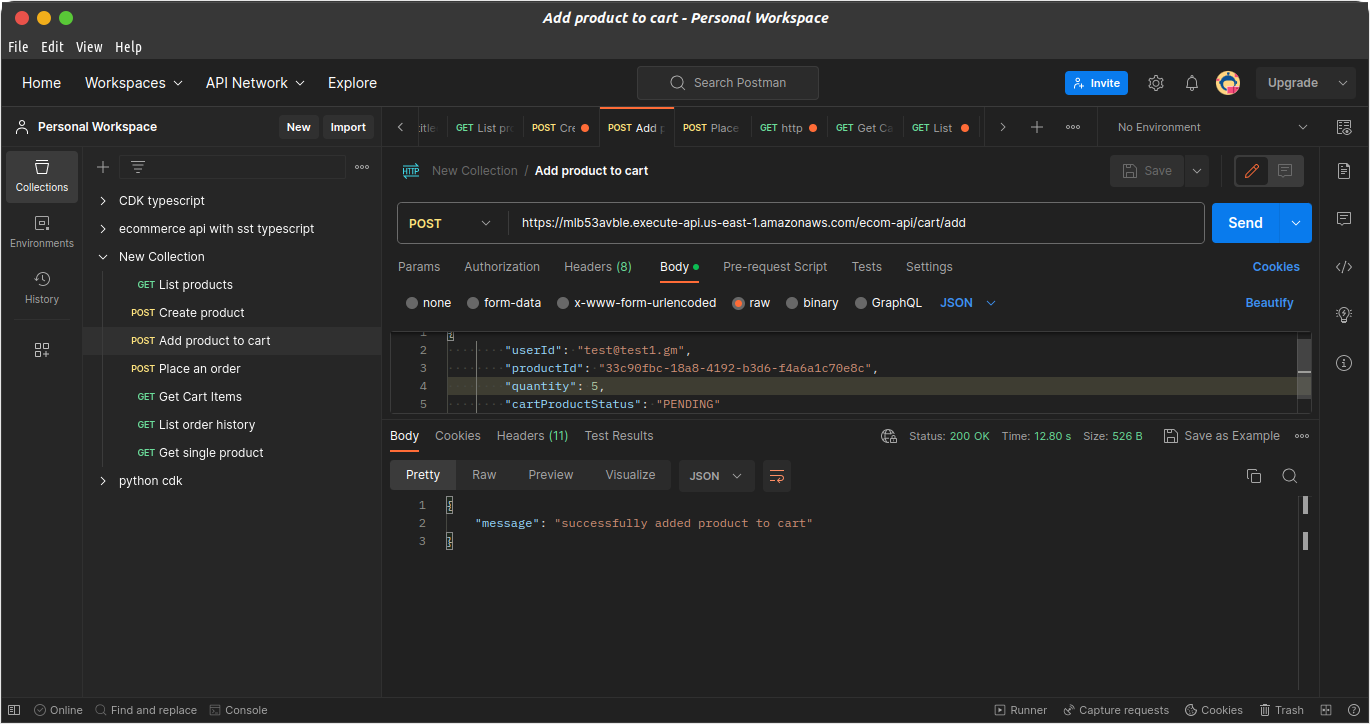 Add product to cart - Personal Workspace
File Edit View Help
Home Workspaces API Network Explore Search Postman Invite Upgrade
Personal Workspace New Import
GET List pr POST Cre POST Add p POST Place GET http GET Get Ca GET List No Environment
Collections
Environments
History
CDK typescript
ecommerce api with sst typescript
New Collection
GET List products
POST Create product
POST Add product to cart
POST Place an order
GET Get Cart Items
GET List order history
GET Get single product
python cdk
HTTP New Collection / Add product to cart Save
POST https://mlb53avble.execute-api.us-east-1.amazonaws.com/ecom-api/cart/add Send
Params Authorization Headers (8) Body Pre-request Script Tests Settings Cookies
none form-data x-www-form-urlencoded raw binary GraphQL JSON Beautify
1 {
2 "userId": "test@test1.gm",
3 "productId": "33c90fbc-18a8-4192-b3d6-f4a6a1c70e8c",
4 "quantity": 5,
5 "cartProductStatus": "PENDING"
Body Cookies Headers (11) Test Results Status: 200 OK Time: 12.80 s Size: 526 B Save as Example
Pretty Raw Preview Visualize JSON
1 {
2 "message": "successfully added product to cart"
3 }
Online Find and replace Console Runner Capture requests Cookies Trash